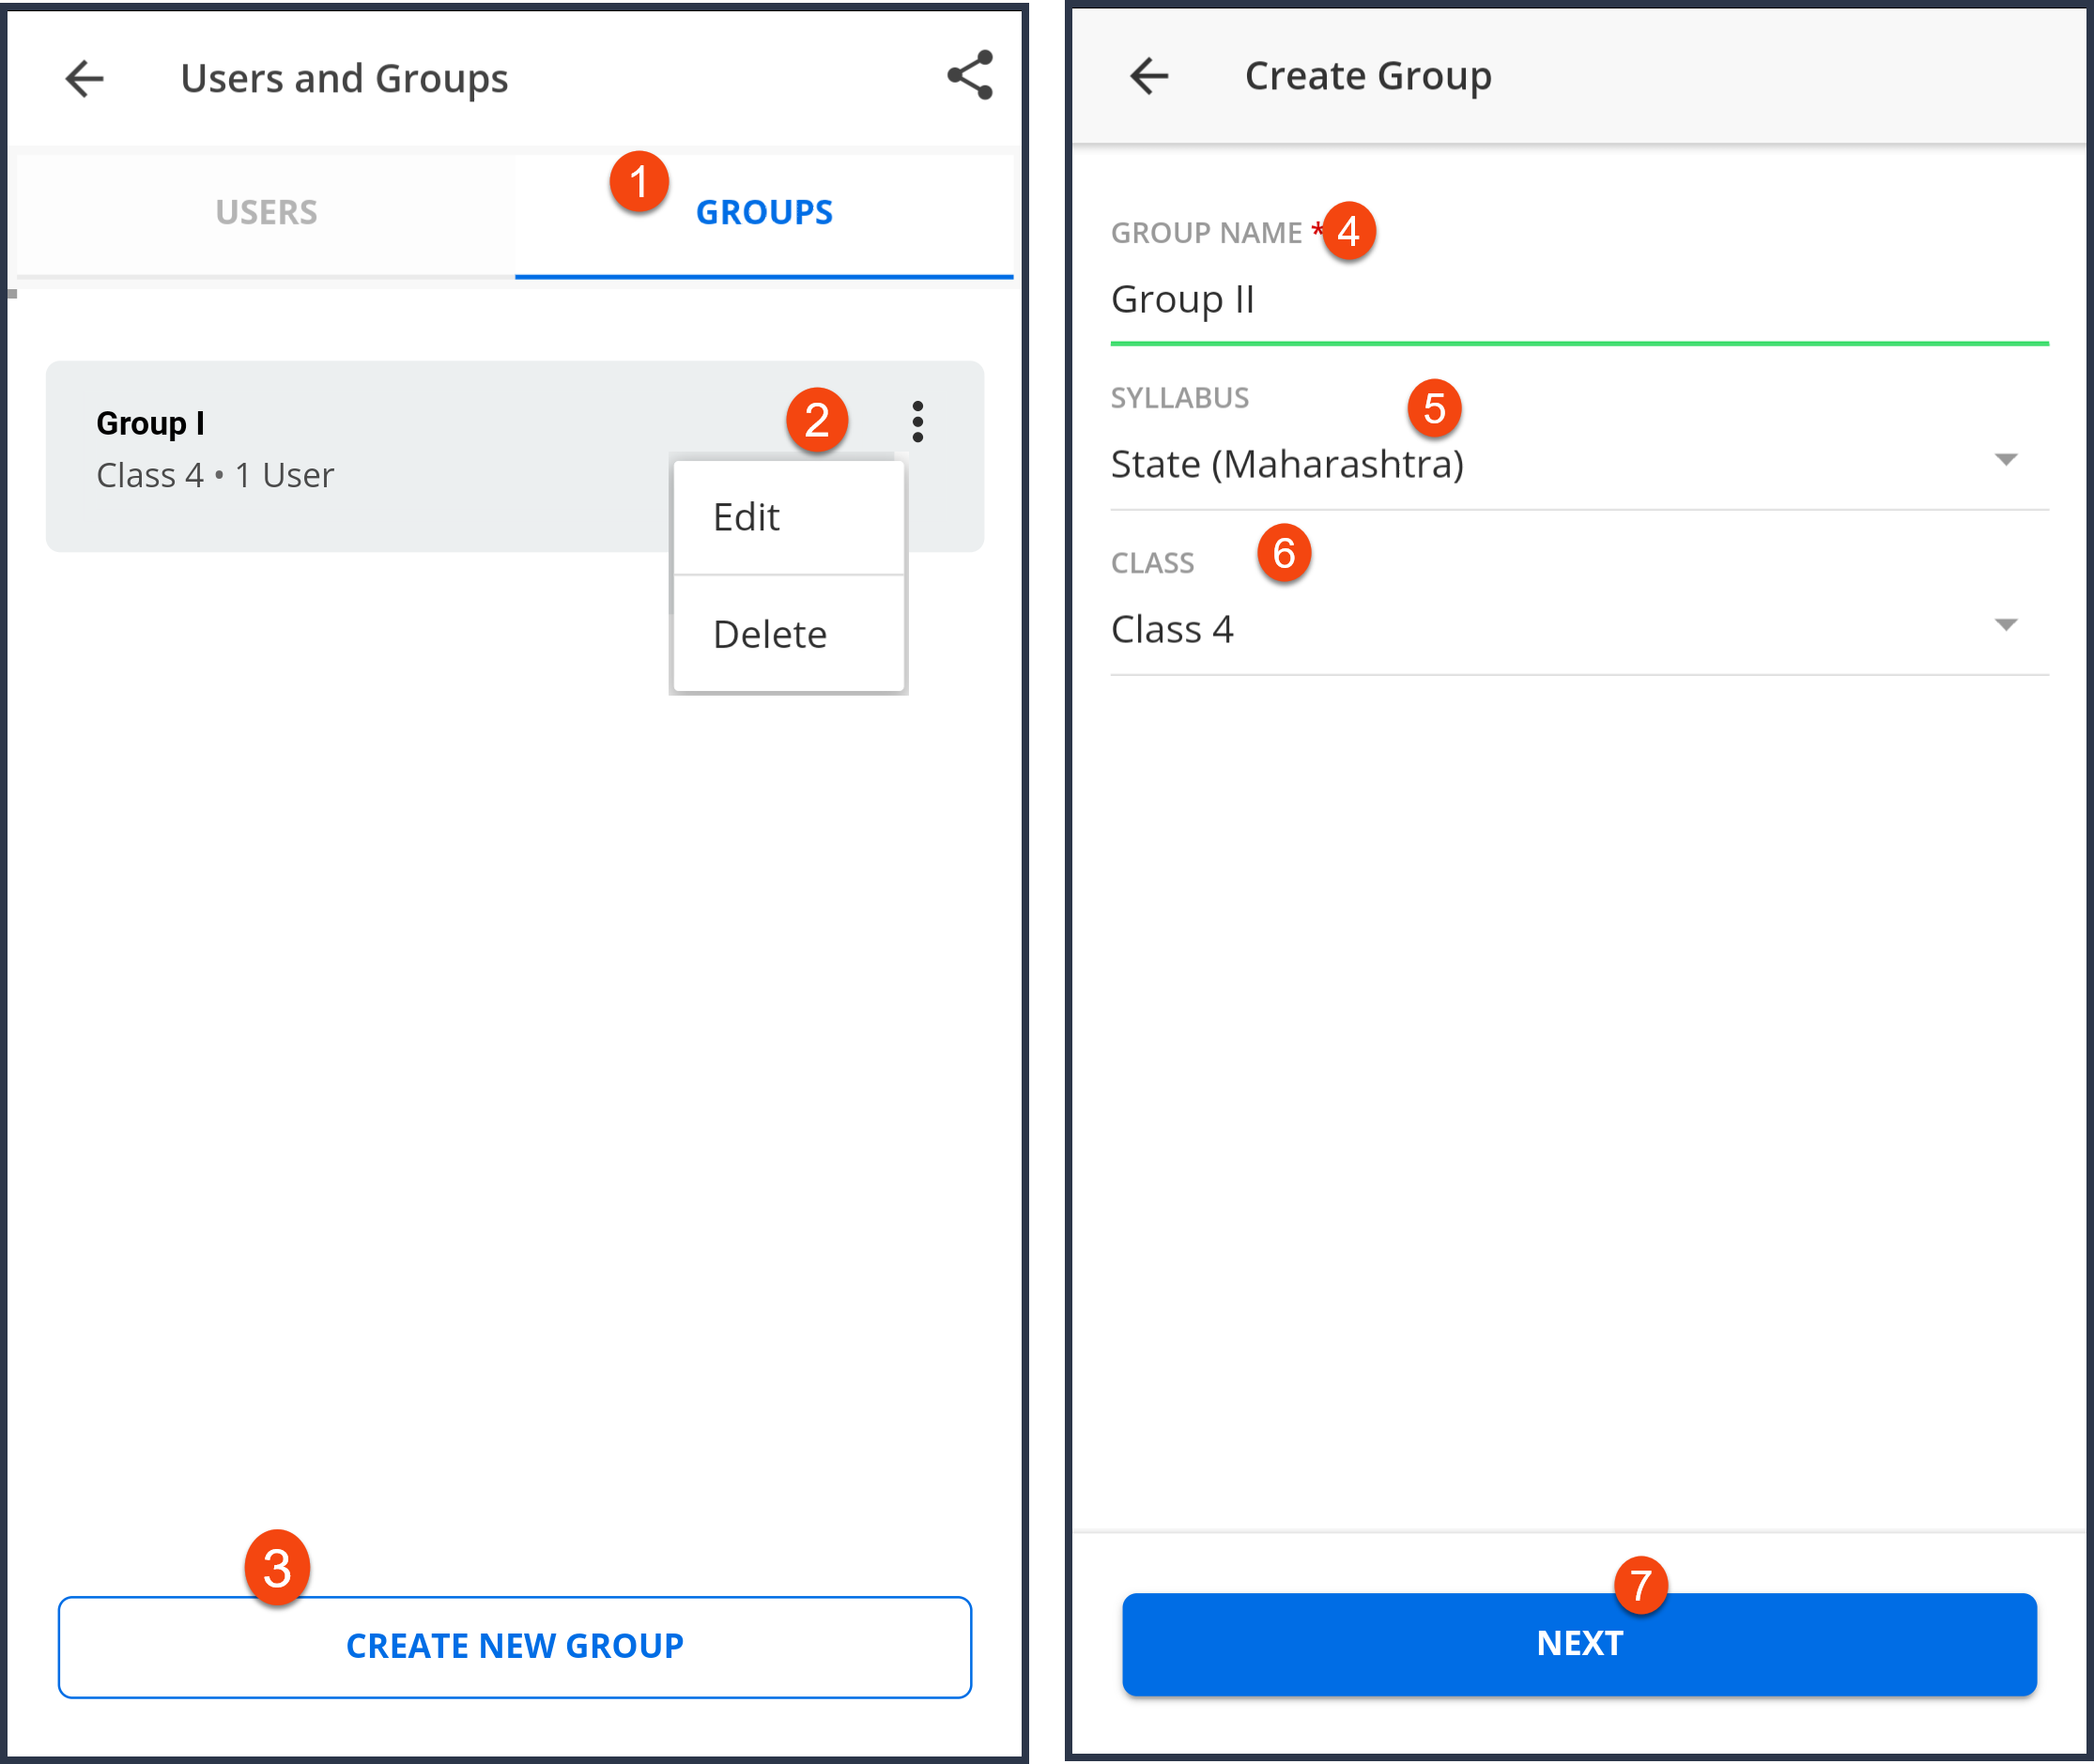 Users and Groups
USERS
1
GROUPS
Group I
2
Class 4 • 1 User
Edit
Delete
3
CREATE NEW GROUP
Create Group
GROUP NAME *
4
Group II
SYLLABUS
5
State (Maharashtra)
CLASS
6
Class 4
7
NEXT